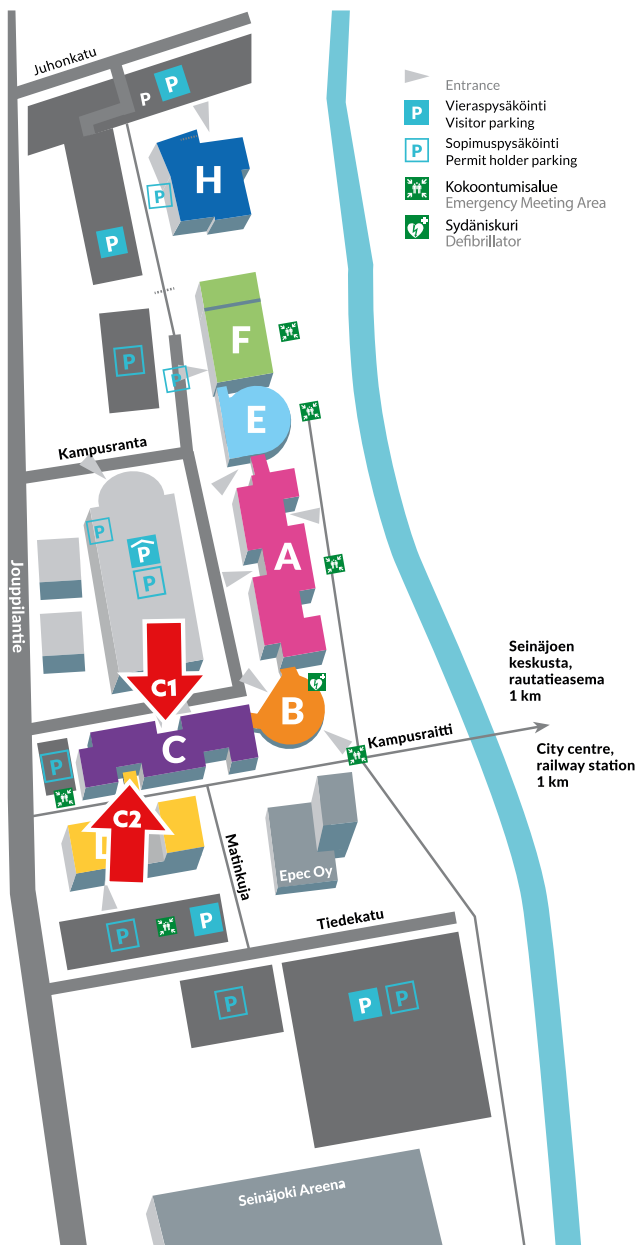 Juhonkatu
P
P
Entrance
P
Vieraspysäköinti
Visitor parking
P
Sopimuspysäköinti
Permit holder parking
Kokoontumisalue
Emergency Meeting Area
Sydäniskuri
Defibrillator
H
P
P
F
P
P
E
Kampusranta
P
P
P
A
Jouppilantie
C1
B
C
P
Kampusraitti
Seinäjoen
keskusta,
rautatieasema
1 km
City centre,
railway station
1 km
C2
Matinkuja
Epec Oy
P
P
Tiedekatu
P
P
P
Seinäjoki Areena